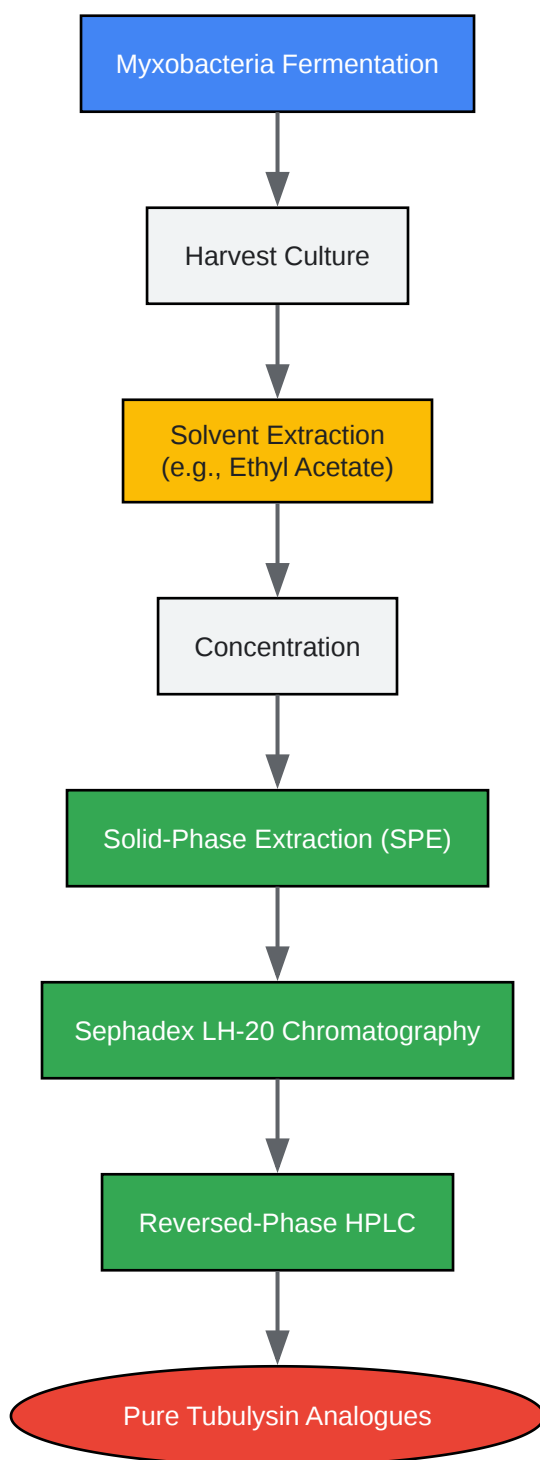 Myxobacteria Fermentation
Harvest Culture
Solvent Extraction
(e.g., Ethyl Acetate)
Concentration
Solid-Phase Extraction (SPE)
Sephadex LH-20 Chromatography
Reversed-Phase HPLC
Pure Tubulysin Analogues